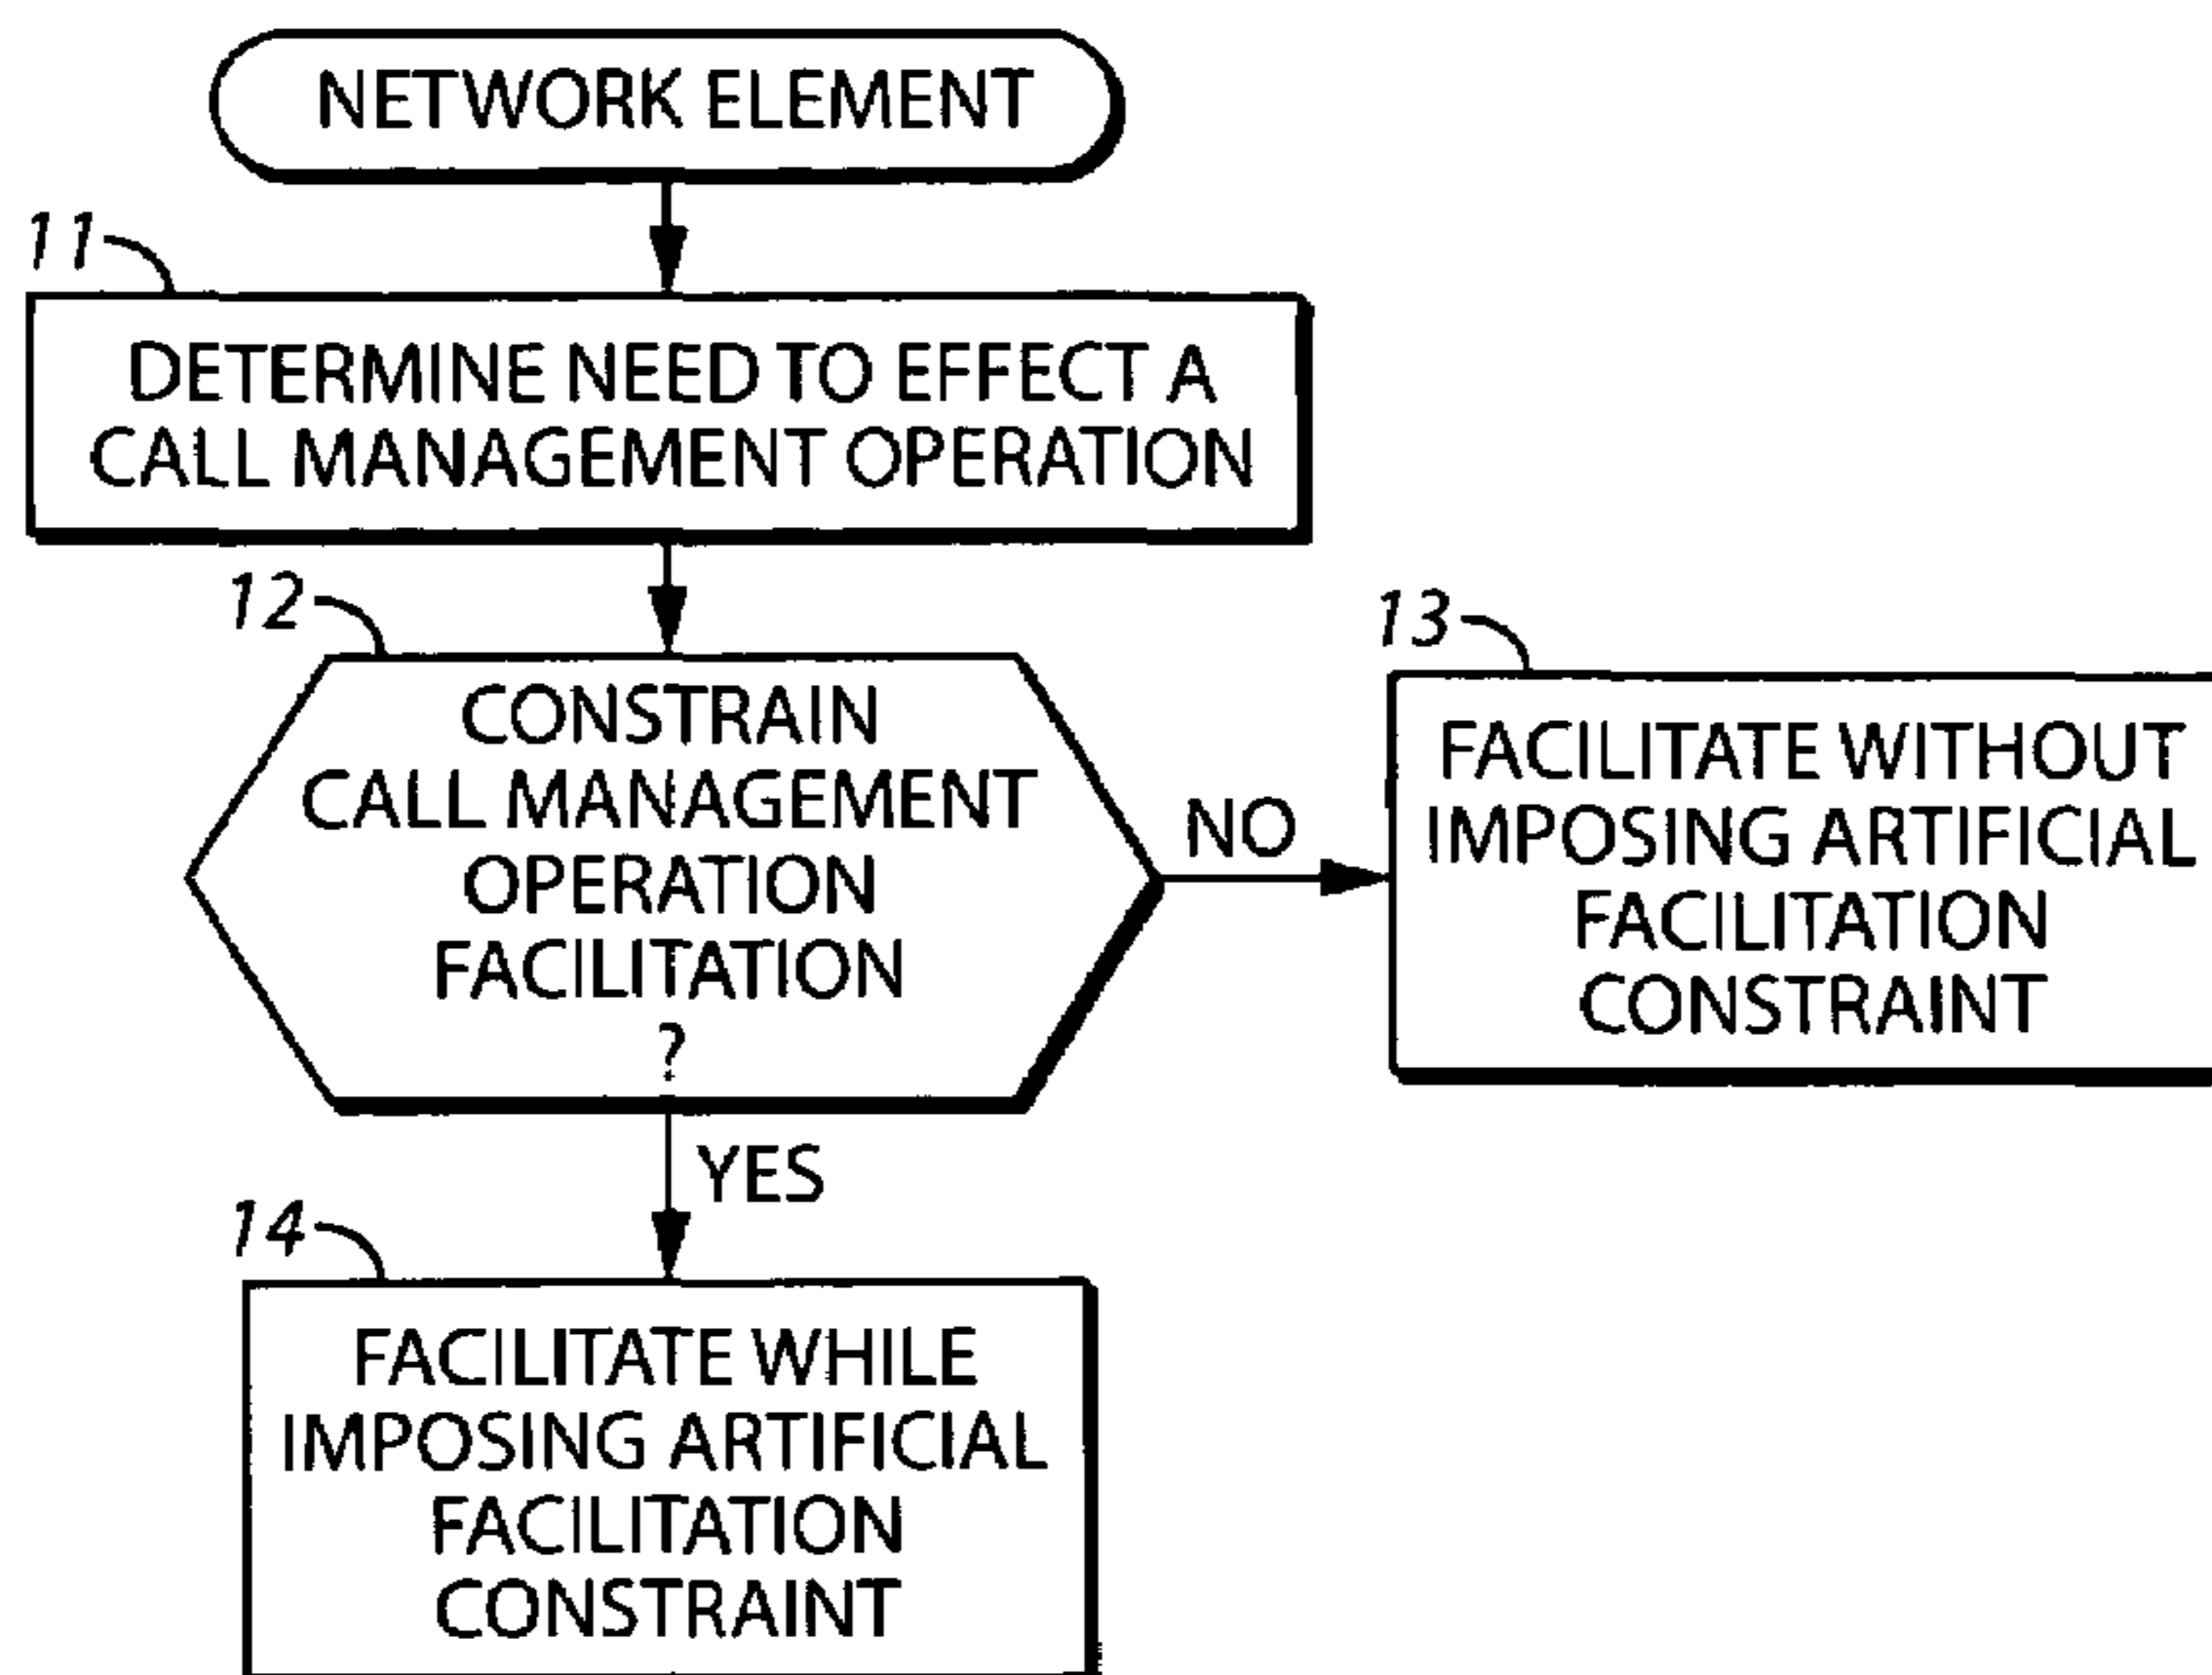 NETWORK ELEMENT
11
DETERMINE NEED TO EFFECT A
CALL MANAGEMENT OPERATION
12
CONSTRAIN
CALL MANAGEMENT
OPERATION
FACILITATION
?
NO
13
FACILITATE WITHOUT
IMPOSING ARTIFICIAL
FACILITATION
CONSTRAINT
YES
14
FACILITATE WHILE
IMPOSING ARTIFICIAL
FACILITATION
CONSTRAINT